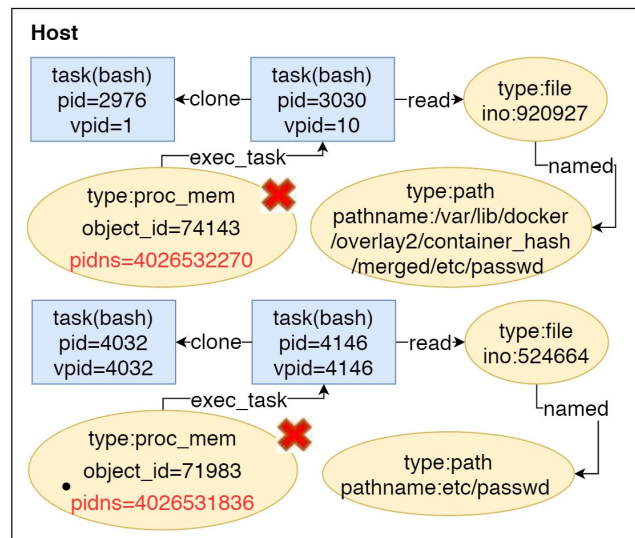 Host
task(bash)
pid=2976
vpid=1
clone
task(bash)
pid=3030
vpid=10
read
type:file
ino:920927
named
exec_task
type:proc_mem
object_id=74143
pidns=4026532270
type:path
pathname:/var/lib/docker
/overlay2/container_hash
/merged/etc/passwd
task(bash)
pid=4032
vpid=4032
clone
task(bash)
pid=4146
vpid=4146
read
type:file
ino:524664
named
exec_task
type:proc_mem
object_id=71983
pidns=4026531836
type:path
pathname:etc/passwd